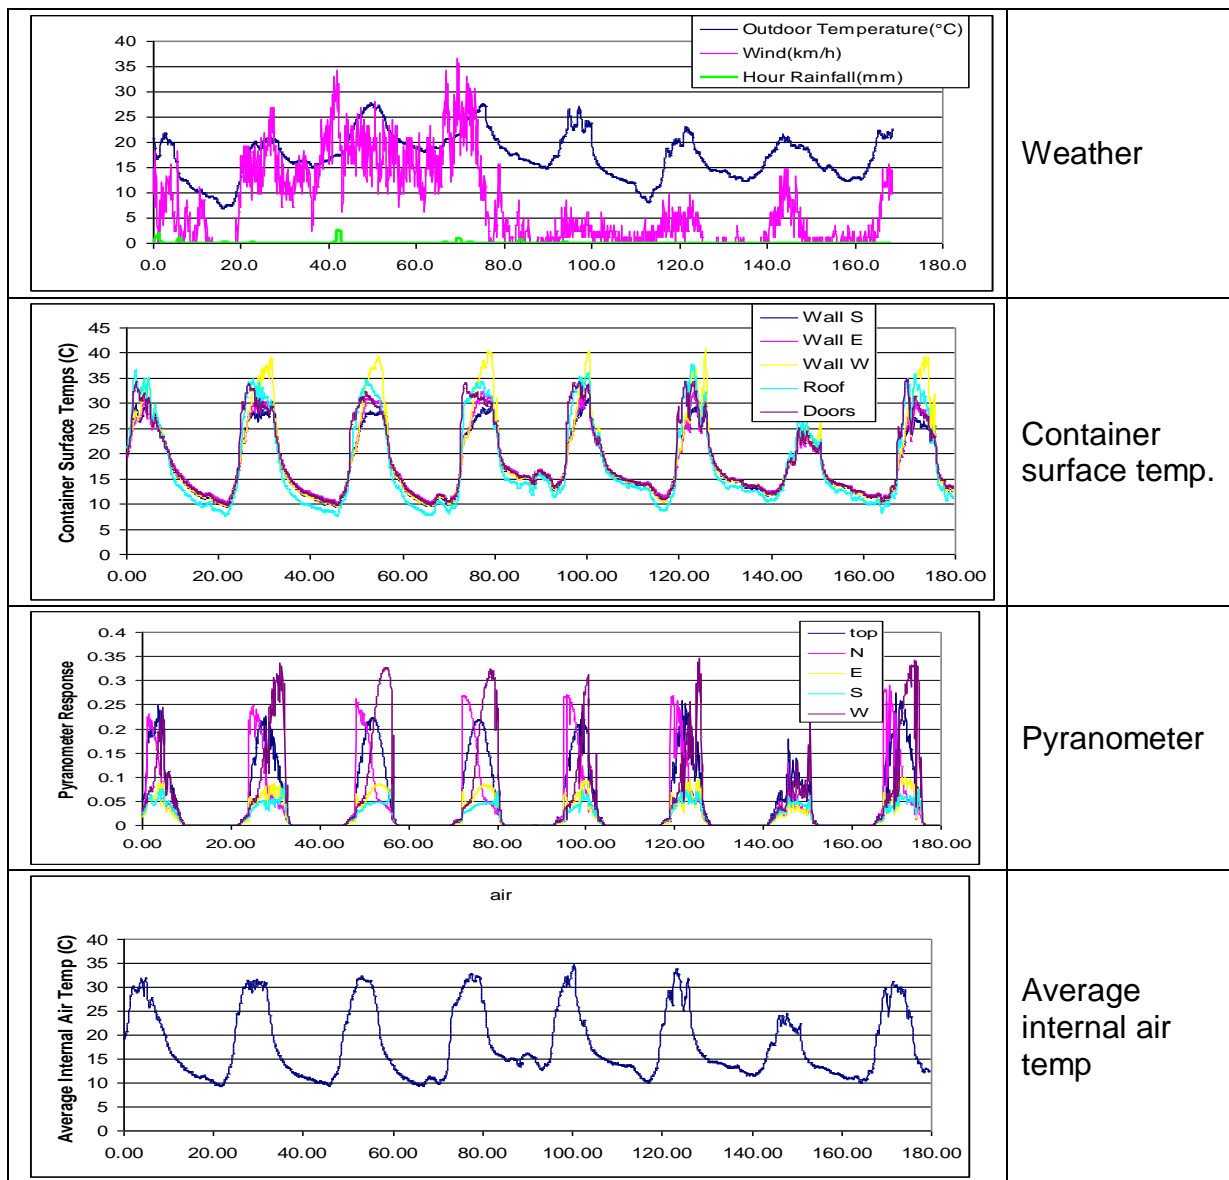 Outdoor Temperature(°C)
Wind(km/h)
Hour Rainfall(mm)
40
35
30
25
20
15
10
5
0
0.0 20.0 40.0 60.0 80.0 100.0 120.0 140.0 160.0 180.0
Weather
Container Surface Temps (C)
Wall S
Wall E
Wall W
Roof
Doors
45
40
35
30
25
20
15
10
5
0
0.00 20.00 40.00 60.00 80.00 100.00 120.00 140.00 160.00 180.00
Container
surface temp.
Pyranometer Response
top
N
E
S
W
0.4
0.35
0.3
0.25
0.2
0.15
0.1
0.05
0
0.00 20.00 40.00 60.00 80.00 100.00 120.00 140.00 160.00 180.00
Pyranometer
air
Average Internal Air Temp (C)
40
35
30
25
20
15
10
5
0
0.00 20.00 40.00 60.00 80.00 100.00 120.00 140.00 160.00 180.00
Average
internal air
temp